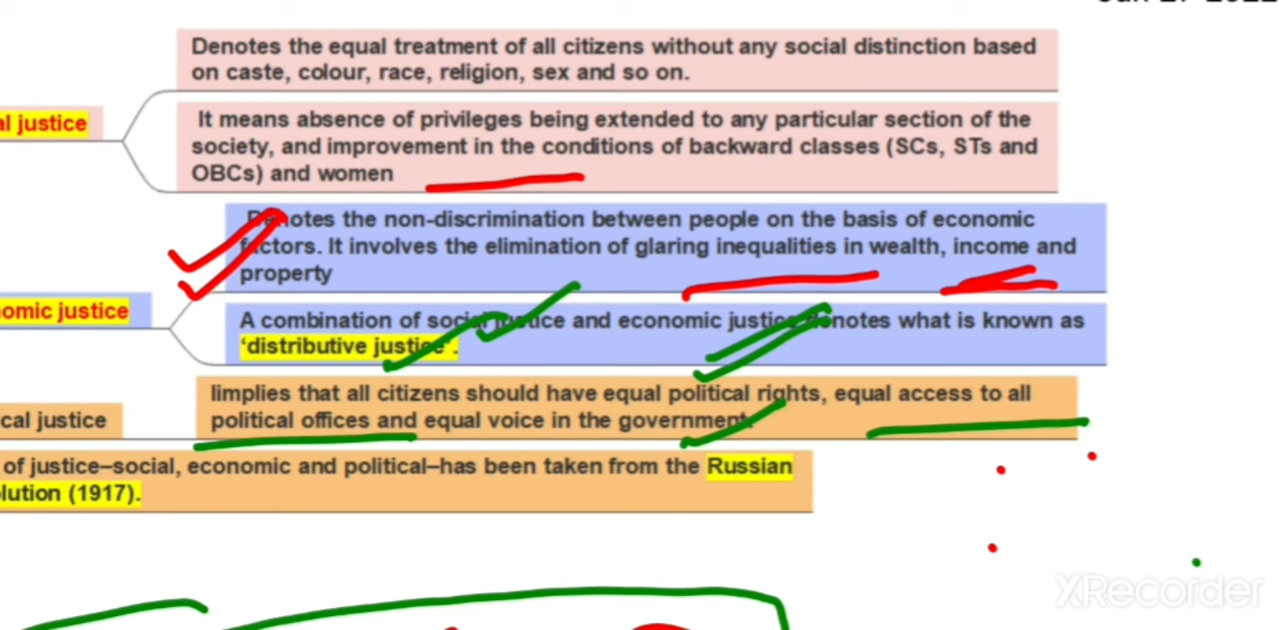 Denotes the equal treatment of all citizens without any social distinction based
on caste, colour, race, religion, sex and so on.
al justice
It means absence of privileges being extended to any particular section of the
society, and improvement in the conditions of backward classes (SCs, STs and
OBCs) and women
Denotes the non-discrimination between people on the basis of economic
factors. It involves the elimination of glaring inequalities in wealth, income and
property
omic justice
A combination of social justice and economic justice denotes what is known as
‘distributive justice’.
Iimplies that all citizens should have equal political rights, equal access to all
political offices and equal voice in the government.
cal justice
of justice–social, economic and political–has been taken from the Russian
lution (1917).
XRecorder